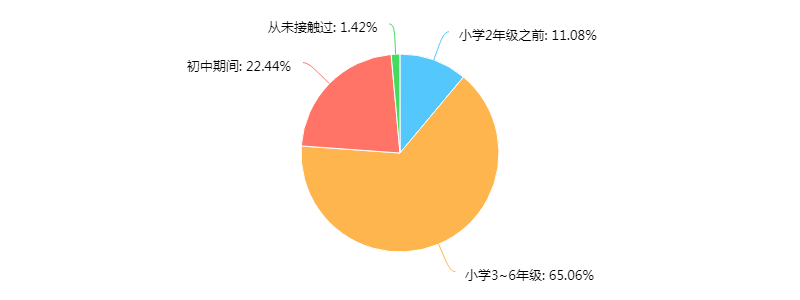 从未接触过: 1.42%
小学2年级之前: 11.08%
初中期间: 22.44%
小学3~6年级: 65.06%